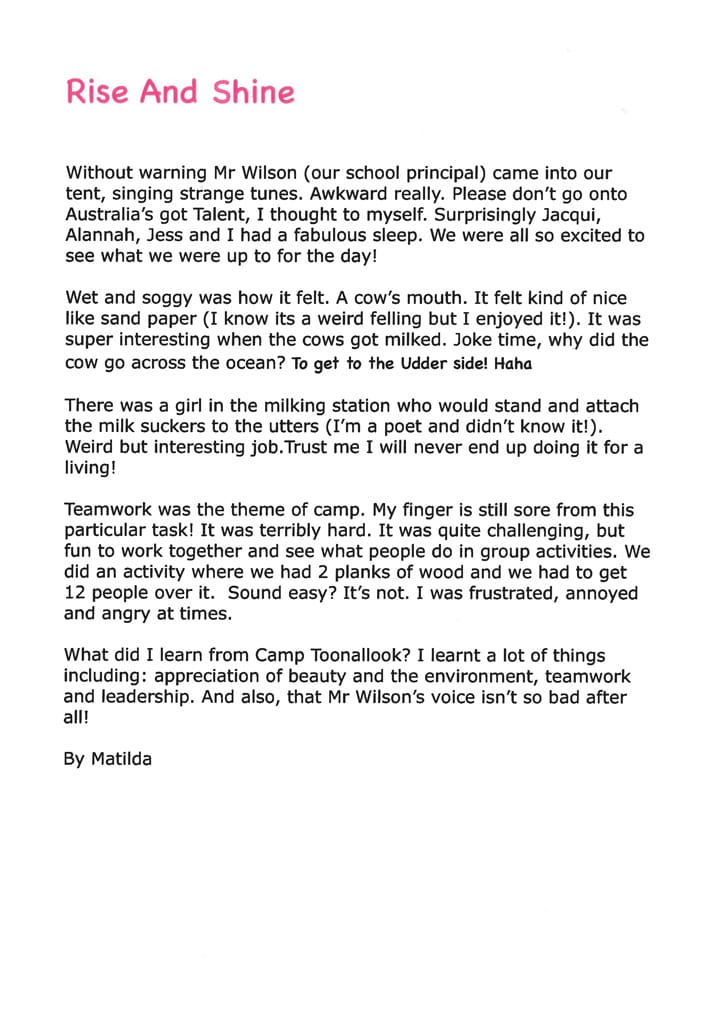 Rise And Shine
Without warning Mr Wilson (our school principal) came into our
tent, singing strange tunes. Awkward really. Please don't go onto
Australia's got Talent, I thought to myself. Surprisingly Jacqui,
Alannah, Jess and I had a fabulous sleep. We were all so excited to
see what we were up to for the day!
Wet and soggy was how it felt. A cow's mouth. It felt kind of nice
like sand paper (I know its a weird felling but I enjoyed it!). It was
super interesting when the cows got milked. Joke time, why did the
cow go across the ocean? To get to the Udder side! Haha
There was a girl in the milking station who would stand and attach
the milk suckers to the utters (I'm a poet and didn't know it!).
Weird but interesting job.Trust me I will never end up doing it for a
living!
Teamwork was the theme of camp. My finger is still sore from this
particular task! It was terribly hard. It was quite challenging, but
fun to work together and see what people do in group activities. We
did an activity where we had 2 planks of wood and we had to get
12 people over it.  Sound easy? It's not. I was frustrated, annoyed
and angry at times.
What did I learn from Camp Toonallook? I learnt a lot of things
including: appreciation of beauty and the environment, teamwork
and leadership. And also, that Mr Wilson's voice isn't so bad after
all!
By Matilda